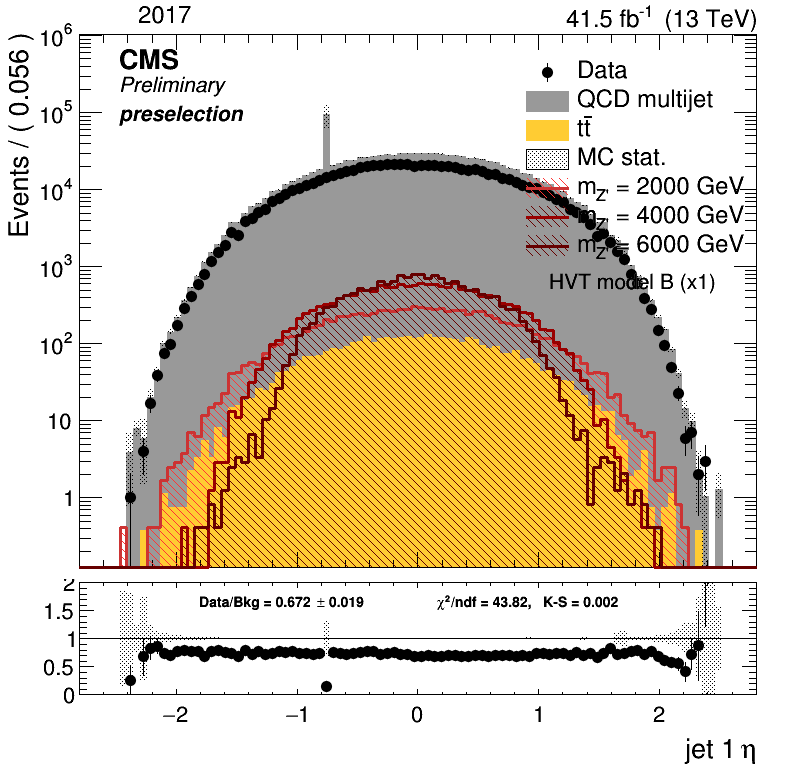 2017
41.5 fb⁻¹ (13 TeV)
CMS
Preliminary
preselection
Data
QCD multijet
tt̄
MC stat.
m_Z' = 2000 GeV
m_Z' = 4000 GeV
m_Z' = 6000 GeV
HVT model B (x1)
Events / ( 0.056 )
10⁶
10⁵
10⁴
10³
10²
10
1
Data/Bkg = 0.672 ± 0.019
χ²/ndf = 43.82, K-S = 0.002
2
1.5
1
0.5
0
−2 −1 0 1 2
jet 1 η